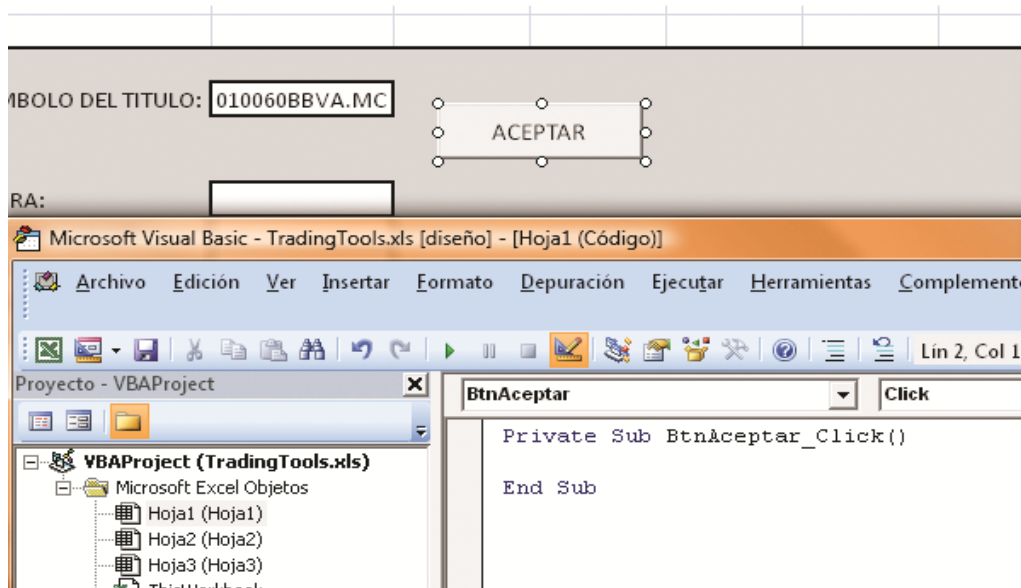 MBOLO DEL TITULO: 010060BBVA.MC
ACEPTAR
RA:
Microsoft Visual Basic - TradingTools.xls [diseño] - [Hoja1 (Código)]
Archivo Edición Ver Insertar Formato Depuración Ejecutar Herramientas Complemento
Lín 2, Col 1
Proyecto - VBAProject
BtnAceptar Click
Private Sub BtnAceptar_Click()
End Sub
VBAProject (TradingTools.xls)
Microsoft Excel Objetos
Hoja1 (Hoja1)
Hoja2 (Hoja2)
Hoja3 (Hoja3)
ThisWorkbook